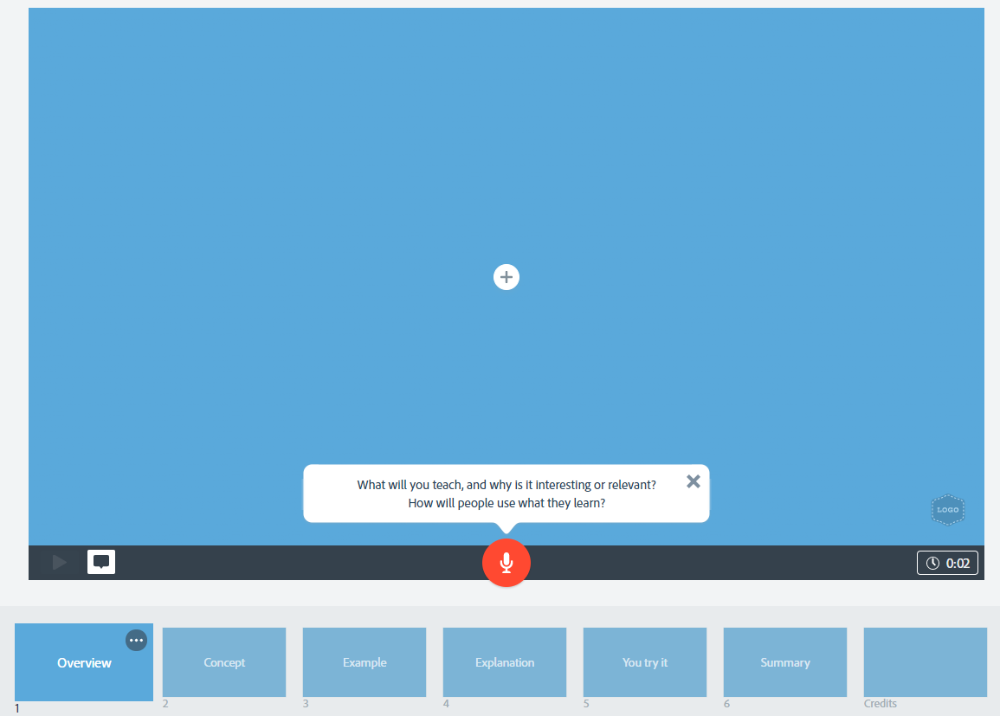 What will you teach, and why is it interesting or relevant?
How will people use what they learn?
LOGO
0:02
Overview
Concept
Example
Explanation
You try it
Summary
1
2
3
4
5
6
Credits